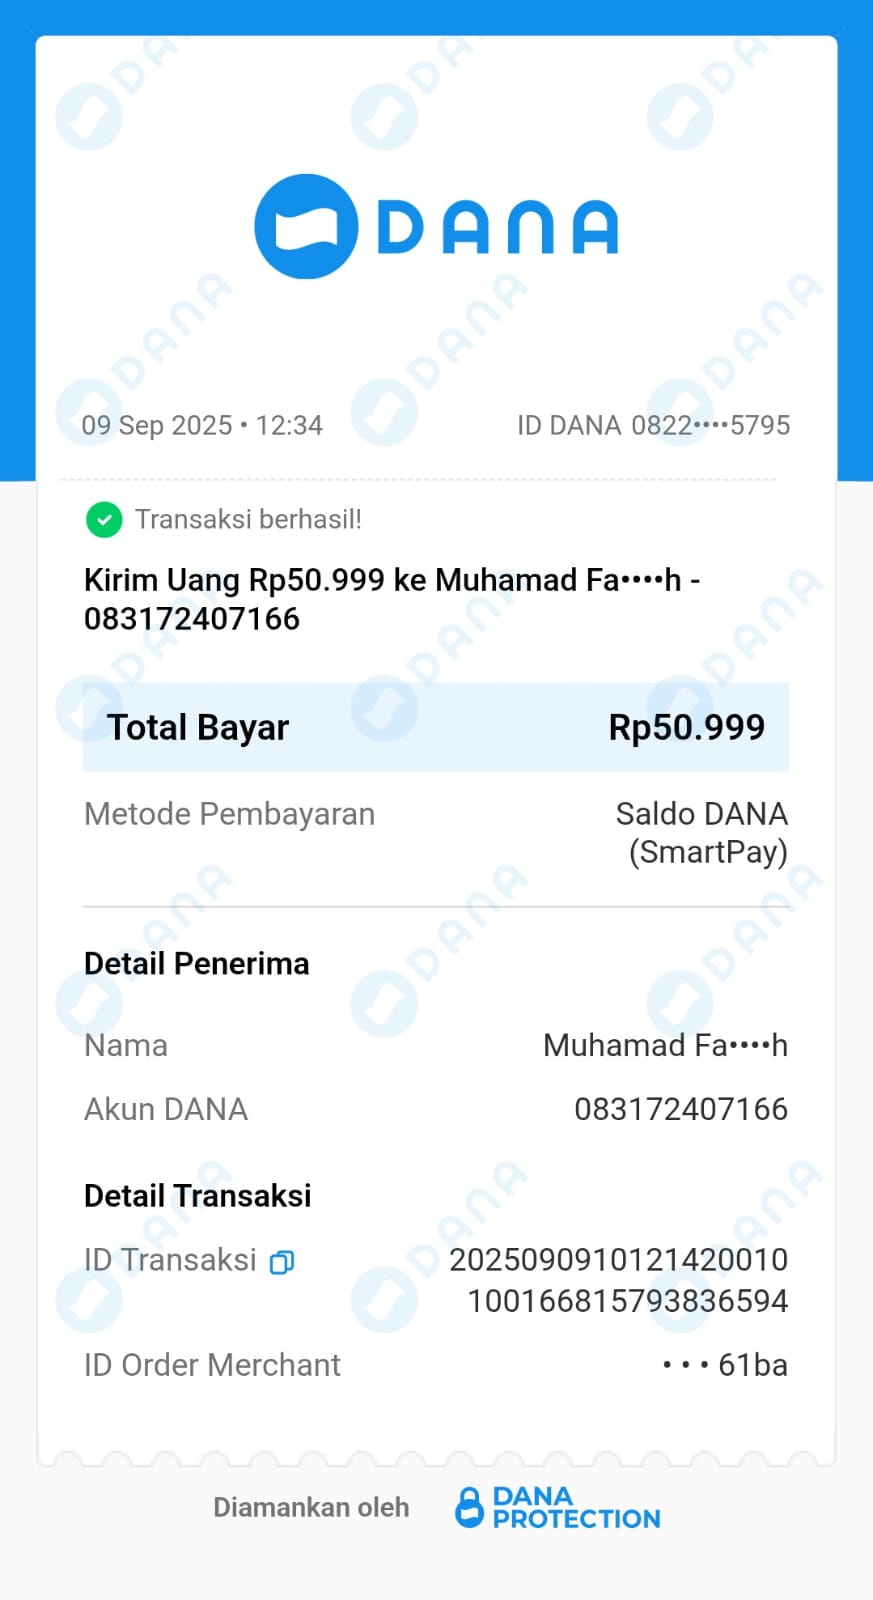 DANA
09 Sep 2025 • 12:34
ID DANA 0822••••5795
Transaksi berhasil!
Kirim Uang Rp50.999 ke Muhamad Fa••••h -
083172407166
Total Bayar Rp50.999
Metode Pembayaran Saldo DANA
(SmartPay)
Detail Penerima
Nama Muhamad Fa••••h
Akun DANA 083172407166
Detail Transaksi
ID Transaksi 2025090910121420010
100166815793836594
ID Order Merchant • • • 61ba
Diamankan oleh DANA
PROTECTION